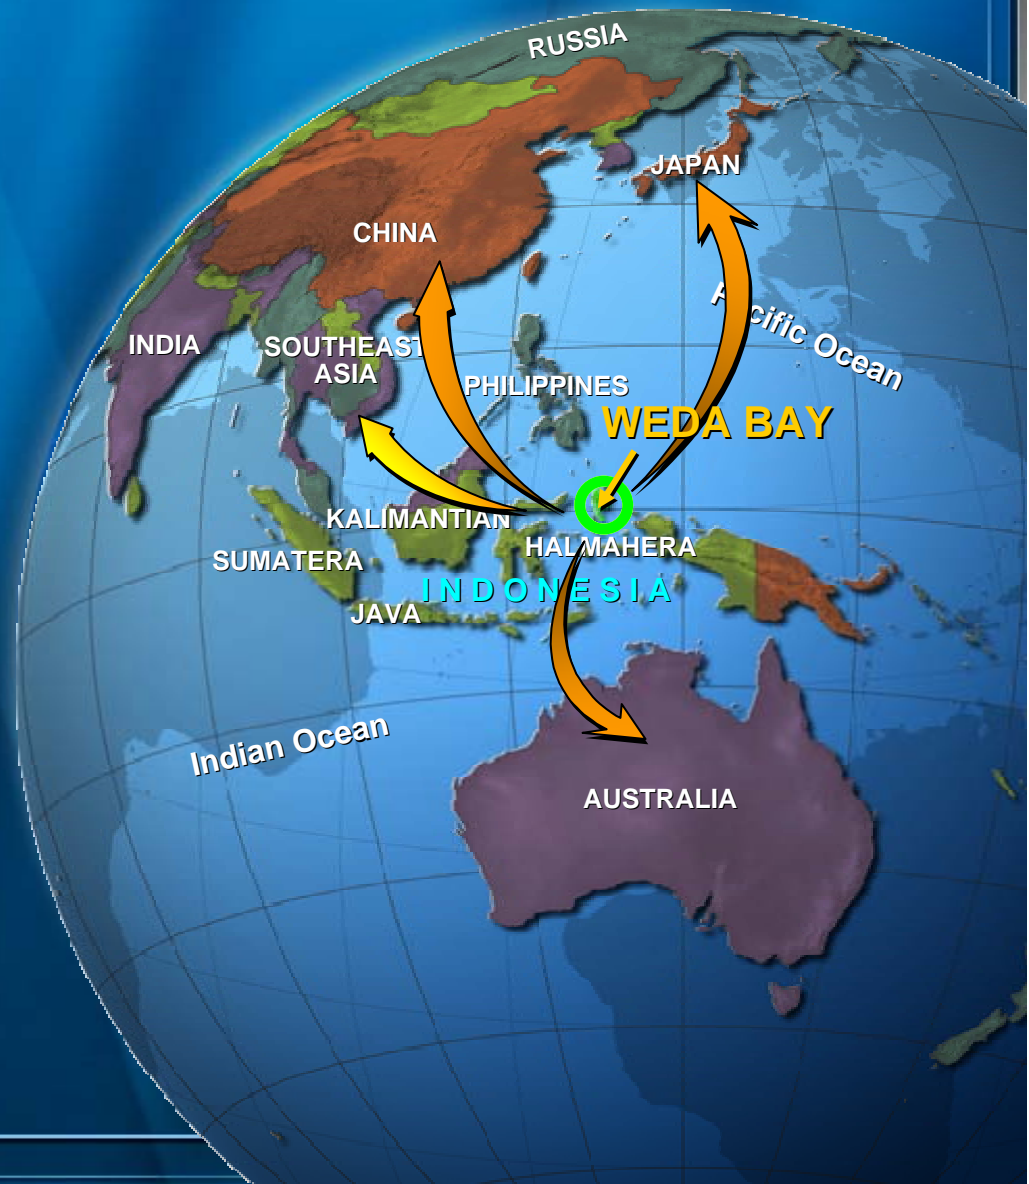 RUSSIA
JAPAN
CHINA
Pacific Ocean
INDIA
SOUTHEAST
ASIA
PHILIPPINES
WEDA BAY
KALIMANTIAN
HALMAHERA
SUMATERA
INDONESIA
JAVA
Indian Ocean
AUSTRALIA